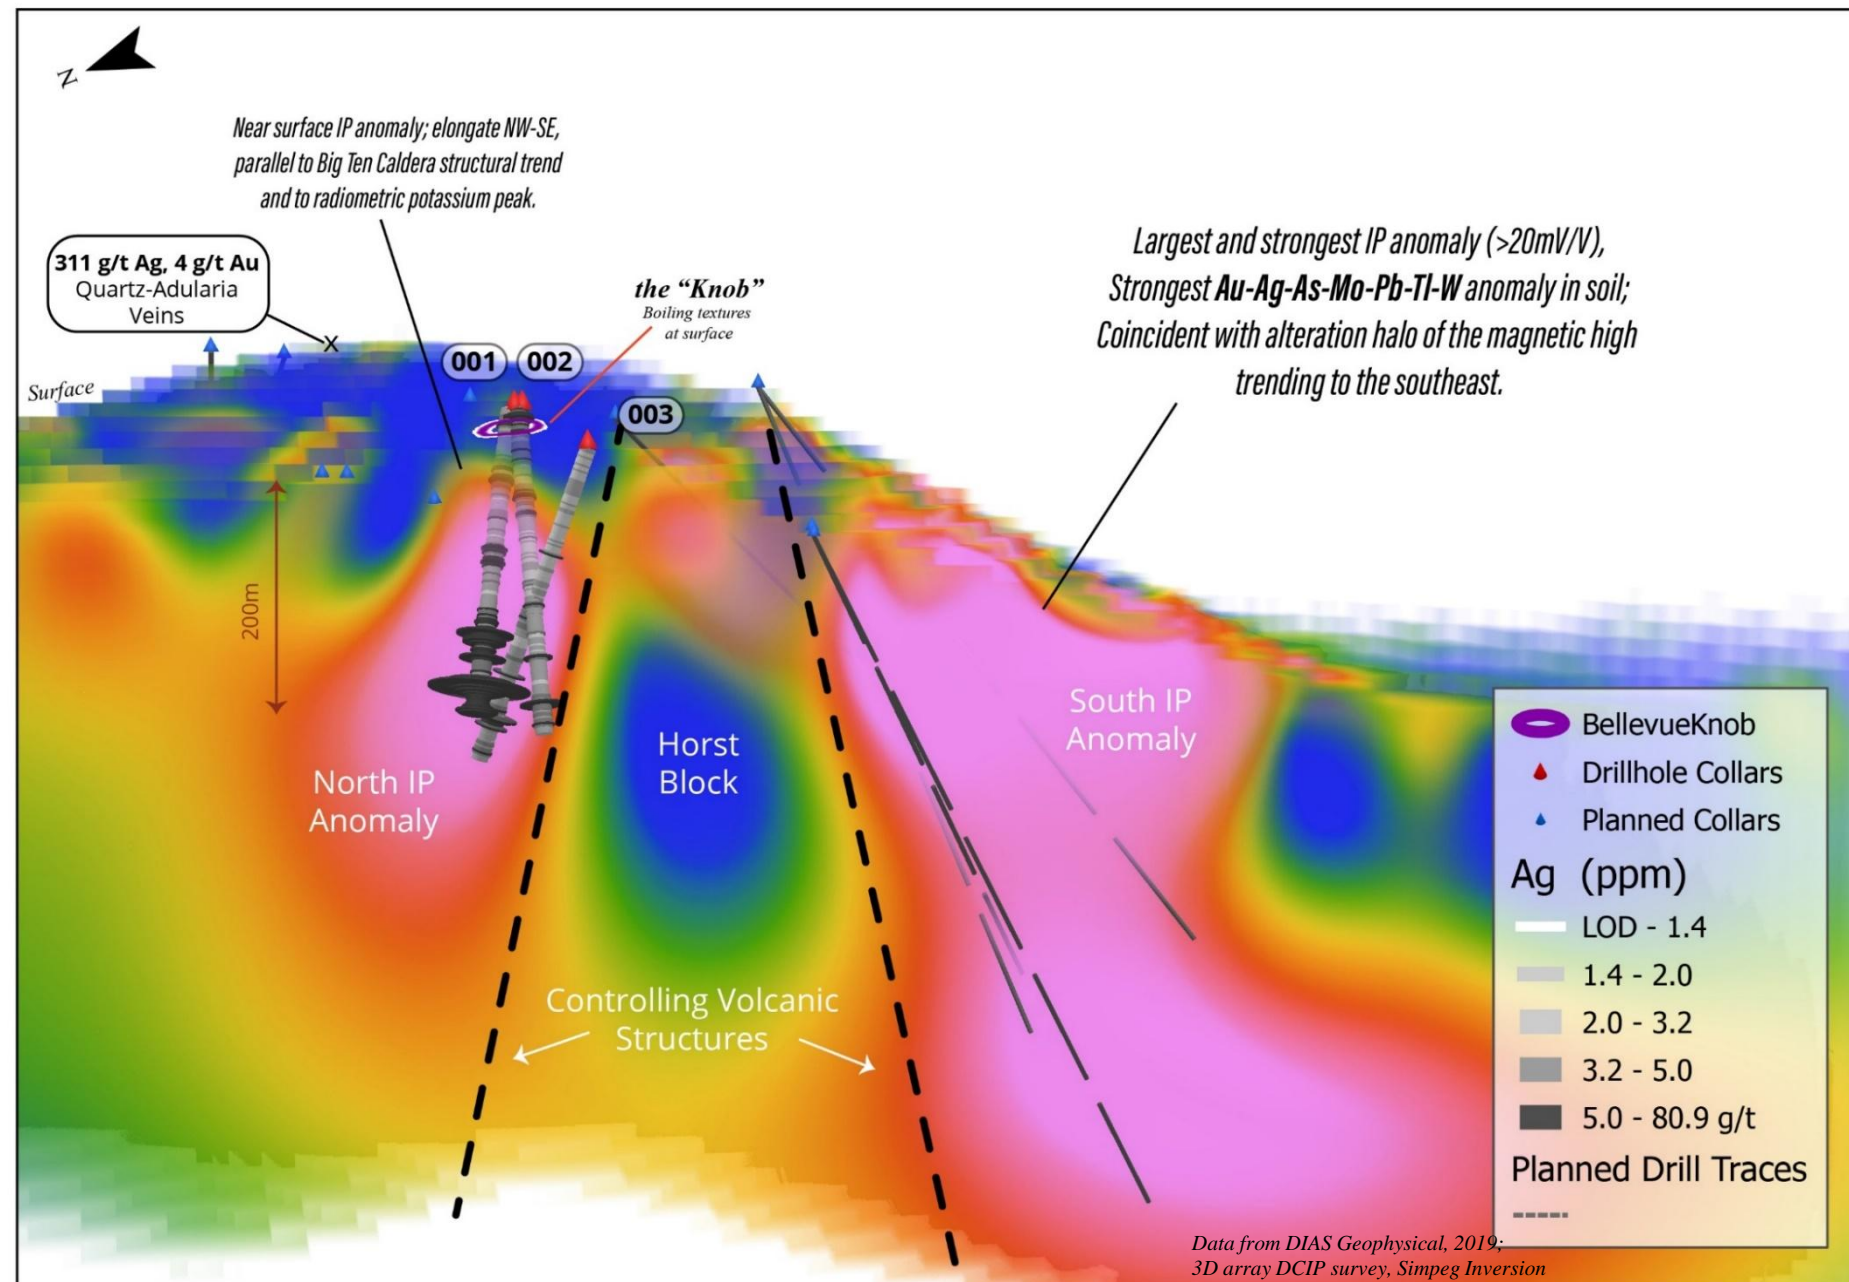 N
Near surface IP anomaly; elongate NW-SE,
parallel to Big Ten Caldera structural trend
and to radiometric potassium peak.
311 g/t Ag, 4 g/t Au
Quartz-Adularia
Veins
X
the “Knob”
Boiling textures
at surface
Largest and strongest IP anomaly (>20mV/V),
Strongest Au-Ag-As-Mo-Pb-Tl-W anomaly in soil;
Coincident with alteration halo of the magnetic high
trending to the southeast.
Surface
001
002
003
200m
North IP
Anomaly
Horst
Block
South IP
Anomaly
Controlling Volcanic
Structures
BellevueKnob
Drillhole Collars
Planned Collars
Ag (ppm)
LOD - 1.4
1.4 - 2.0
2.0 - 3.2
3.2 - 5.0
5.0 - 80.9 g/t
Planned Drill Traces
Data from DIAS Geophysical, 2019;
3D array DCIP survey, Simpeg Inversion